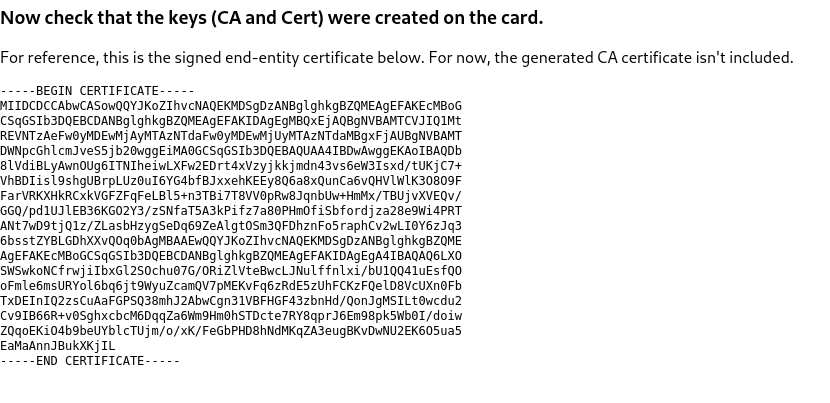 Now check that the keys (CA and Cert) were created on the card.
For reference, this is the signed end-entity certificate below. For now, the generated CA certificate isn't included.
-----BEGIN CERTIFICATE-----
MIIDCDCCAbwCASowQQYJKoZIhvcNAQEKMDSgDzANBglghkgBZQMEAgEFAKEcMBoG
CSqGSIb3DQEBCDANBglghkgBZQMEAgEFAKIDAgEgMBQxEjAQBgNVBAMTCVJIQ1Mt
REVNTzAeFw0yMDEwMjAyMTAzNTdaFw0yMDEwMjUyMTAzNTdaMBgxFjAUBgNVBAMT
DWNpcGhlcmJveS5jb20wggEiMA0GCSqGSIb3DQEBAQUAA4IBDwAwggEKAoIBAQDb
8lVdiBLyAwnOUg6ITNIheiwLXFw2EDrt4xVzyjkkjmdn43vs6eW3Isxd/tUKjC7+
VhBDIisl9shgUBrpLUz0uI6YG4bfBJxxehKEEy8Q6a8xQunCa6vQHVlWlK3O8O9F
FarVRKXHkRCxkVGFZFqFeLBl5+n3TBi7T8VV0pRw8JqnbUw+HmMx/TBUjvXVEQv/
GGQ/pd1UJlEB36KGO2Y3/zSNfaT5A3kPifz7a80PHmOfiSbfordjza28e9Wi4PRT
ANt7wD9tjQ1z/ZLasbHzygSeDq69ZeAlgtOSm3QFDhznFo5raphCv2wLI0Y6zJq3
6bsstZYBLGDhXXvQOq0bAgMBAAEwQQYJKoZIhvcNAQEKMDSgDzANBglghkgBZQME
AgEFAKEcMBoGCSqGSIb3DQEBCDANBglghkgBZQMEAgEFAKIDAgEgA4IBAQAQ6LXO
SWSwkoNCfrwjiIbxGl2SOchu07G/ORiZlVteBwcLJNulffnlxi/bU1QQ41uEsfQO
oFmle6msURYol6bq6jt9WyuZcamQV7pMEKvFq6zRdE5zUhFCKzFQelD8VcUXn0Fb
TxDEInIQ2zsCuAaFGPSQ38mhJ2AbwCgn31VBFHGF43zbnHd/QonJgMSILt0wcdu2
Cv9IB66R+v0SghxcbcM6DqqZa6Wm9Hm0hSTDcte7RY8qprJ6Em98pk5Wb0I/doiw
ZQqoEKiO4b9beUYblcTUjm/o/xK/FeGbPHD8hNdMKqZA3eugBKvDwNU2EK6O5ua5
EaMaAnnJBukXKjIL
-----END CERTIFICATE-----